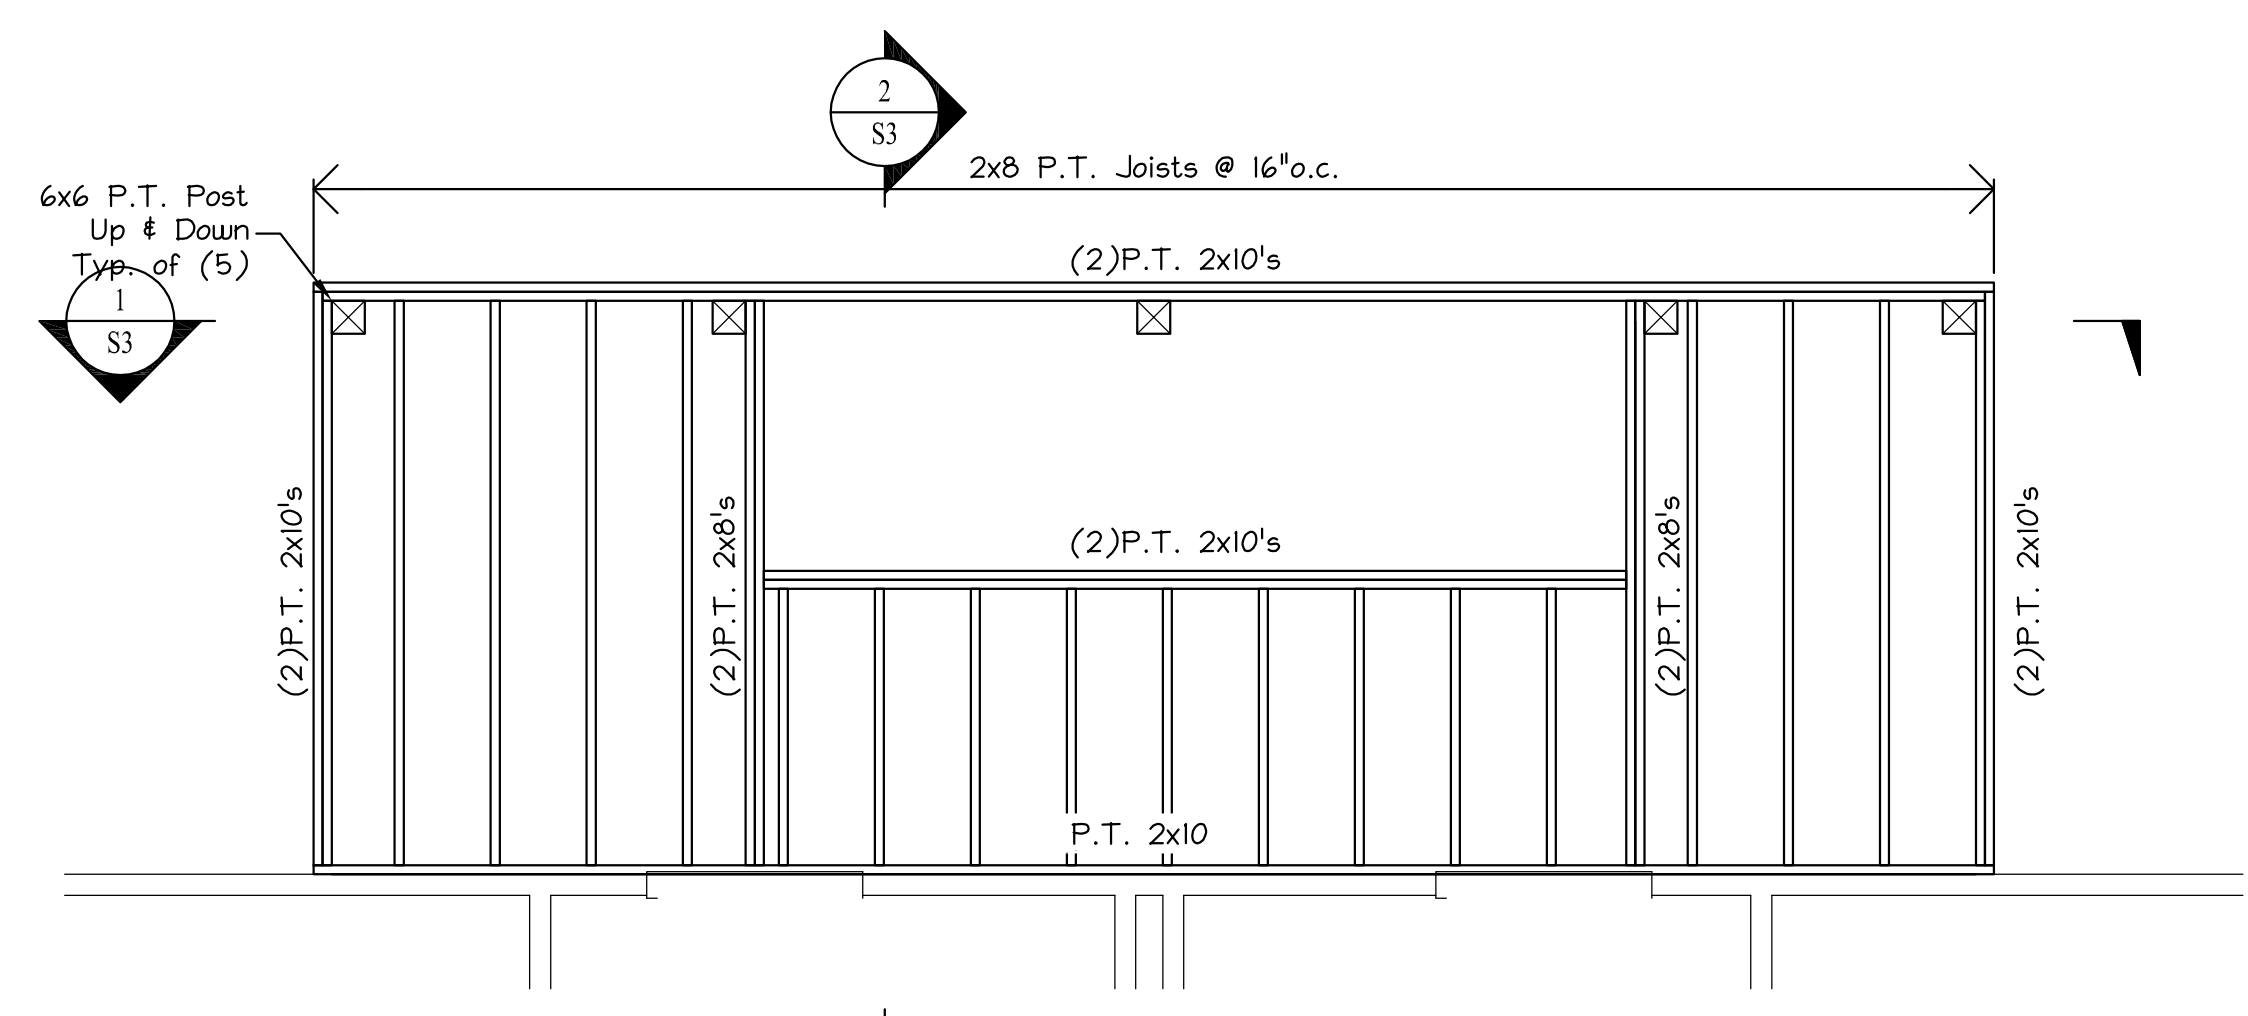 2
S3
2x8 P.T. Joists @ 16"o.c.
6x6 P.T. Post
Up & Down
Typ. of (5)
(2)P.T. 2x10's
1
S3
(2)P.T. 2x10's
(2)P.T. 2x8's
(2)P.T. 2x10's
(2)P.T. 2x8's
(2)P.T. 2x10's
P.T. 2x10